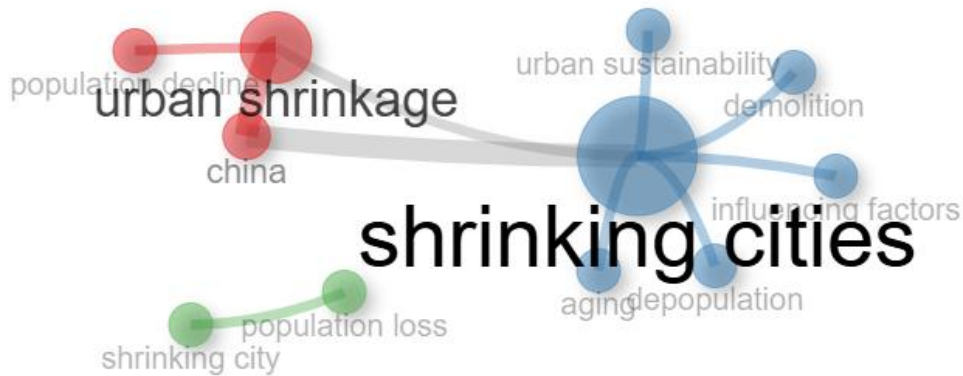 urban sustainability
population decline
urban shrinkage
demolition
china
influencing factors
shrinking cities
aging
depopulation
population loss
shrinking city